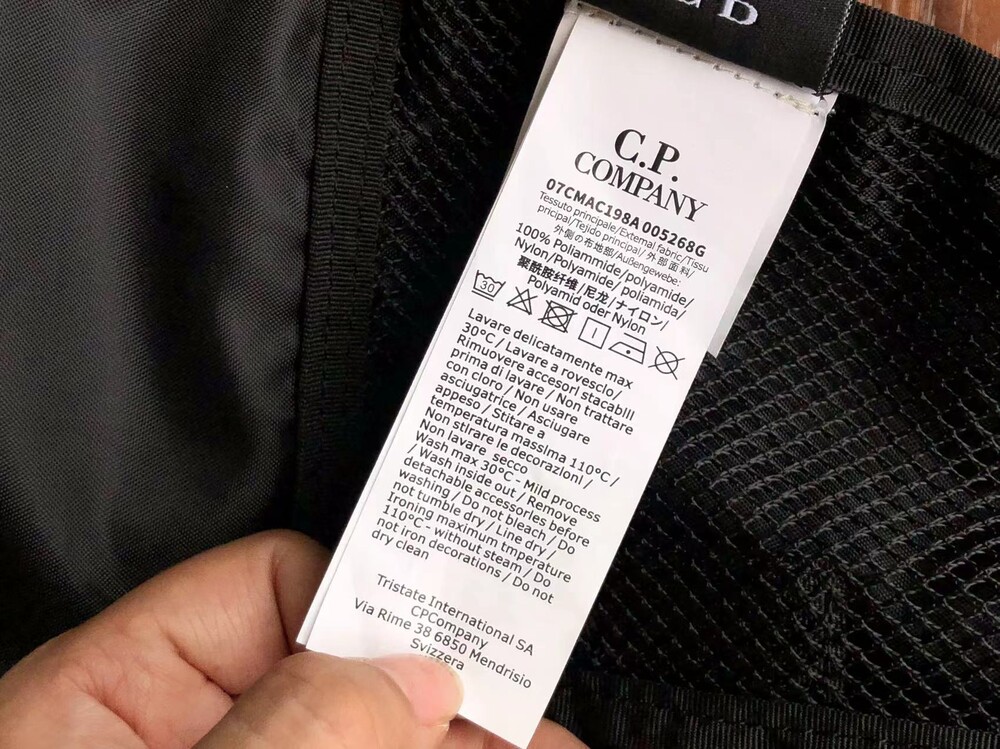 C.P.
COMPANY
07CMAC198A 005268G
Tessuto principale/External fabric/Tissu
pricipal/Tejido principal/外部面料/
外側の布地部/Außengewebe:
100% Poliammide/polyamide/
Nylon/Polyamide/poliamida/
聚酰胺纤维/尼龙/ナイロン/
Polyamid oder Nylon
30
Lavare delicatamente max
30°C / Lavare a rovescio/
Rimuovere accesorl stacabill
prima di lavare / Non trattare
con cloro / Non usare
asciugatrice / Asciugare
appeso / Stitare a
temperatura massima 110°C /
Non stirare le decorazloni /
Non lavare secco
Wash max 30°C - Mild process
/ Wash inside out / Remove
detachable accessories before
washing / Do not bleach / Do
not tumble dry / Line dry /
Ironing maximum tmperature
110°C - without steam / Do
not iron decorations / Do not
dry clean
Tristate International SA
CPCompany
Via Rime 38 6850 Mendrisio
Svizzera